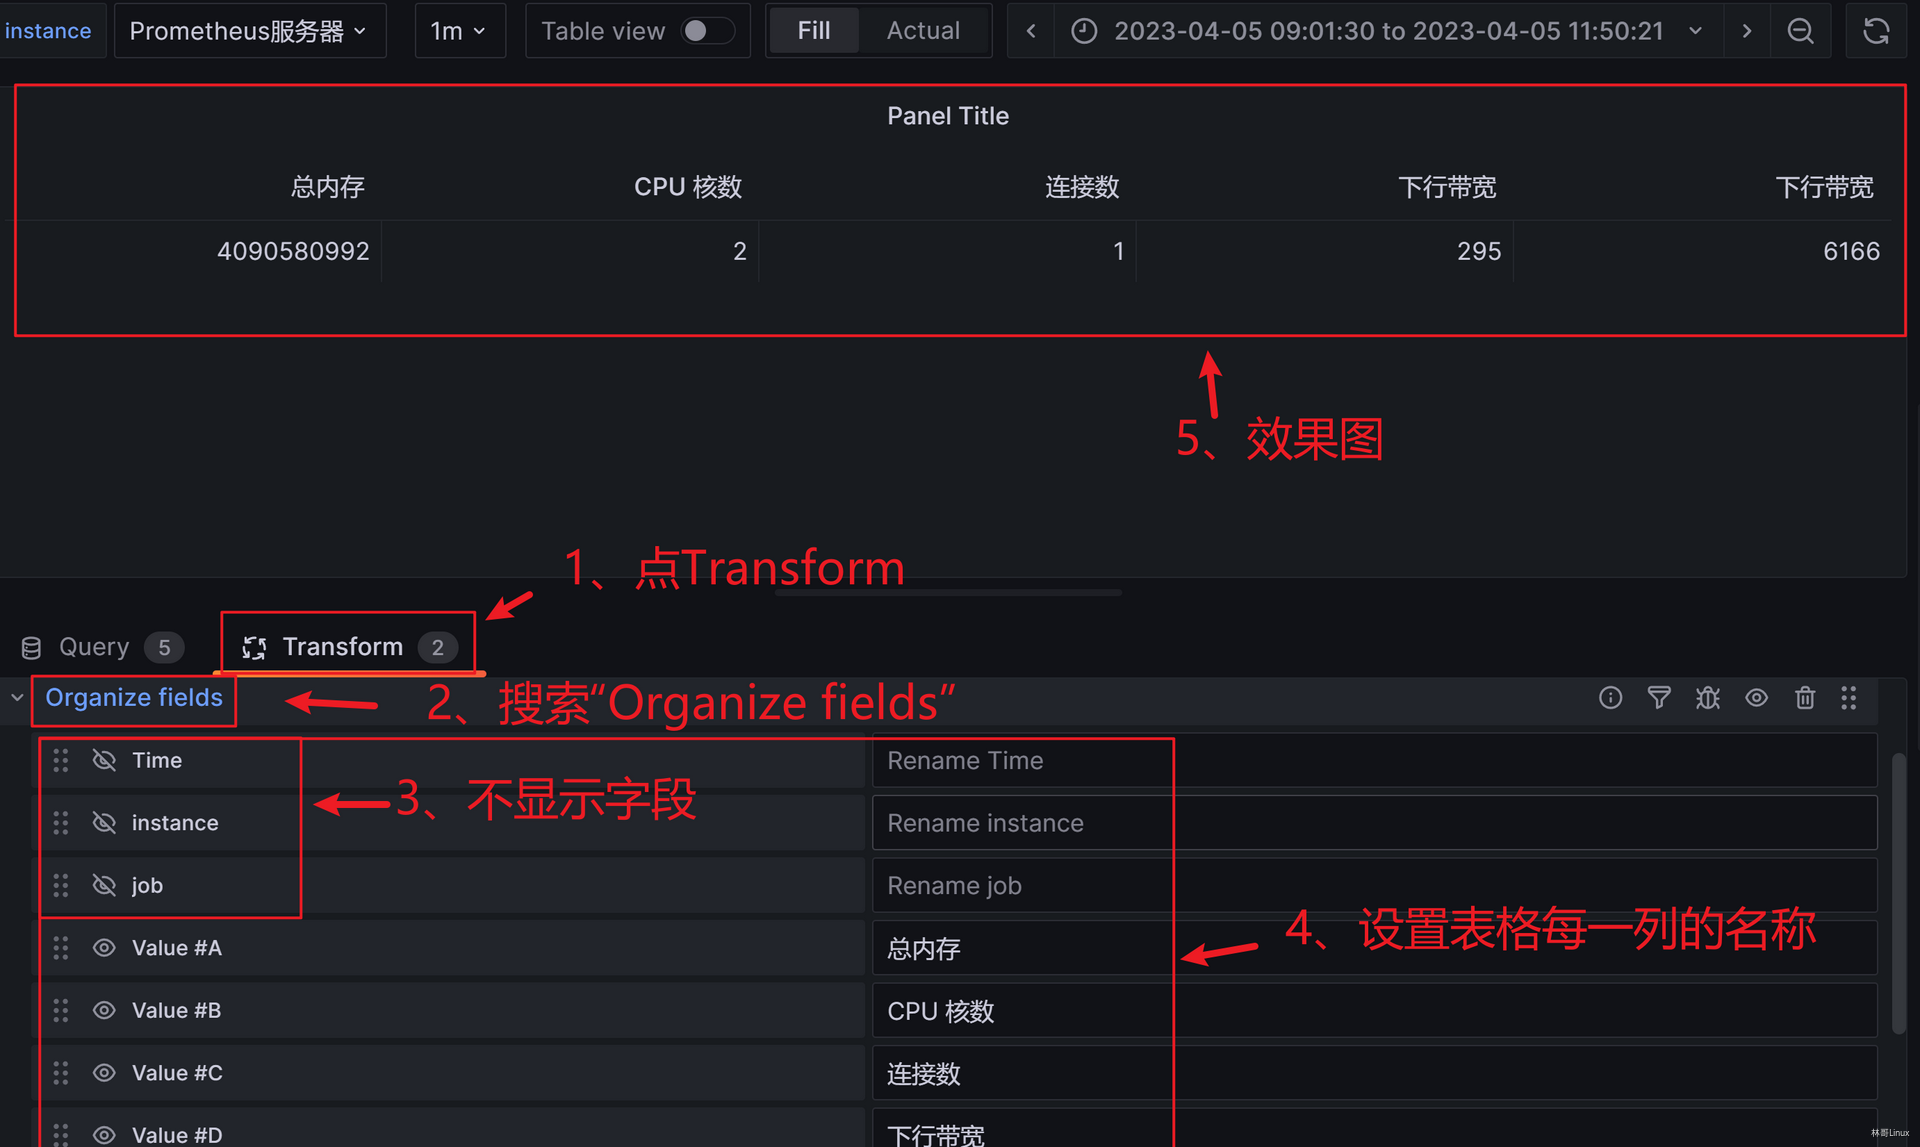 instance Prometheus服务器 1m Table view Fill Actual 2023-04-05 09:01:30 to 2023-04-05 11:50:21
Panel Title
总内存 CPU 核数 连接数 下行带宽 下行带宽
4090580992 2 1 295 6166
5、效果图
1、点Transform
Query 5 Transform 2
Organize fields
2、搜索“Organize fields”
Time Rename Time
3、不显示字段
instance Rename instance
job Rename job
4、设置表格每一列的名称
Value #A 总内存
Value #B CPU 核数
Value #C 连接数
Value #D 下行带宽
林哥Linux